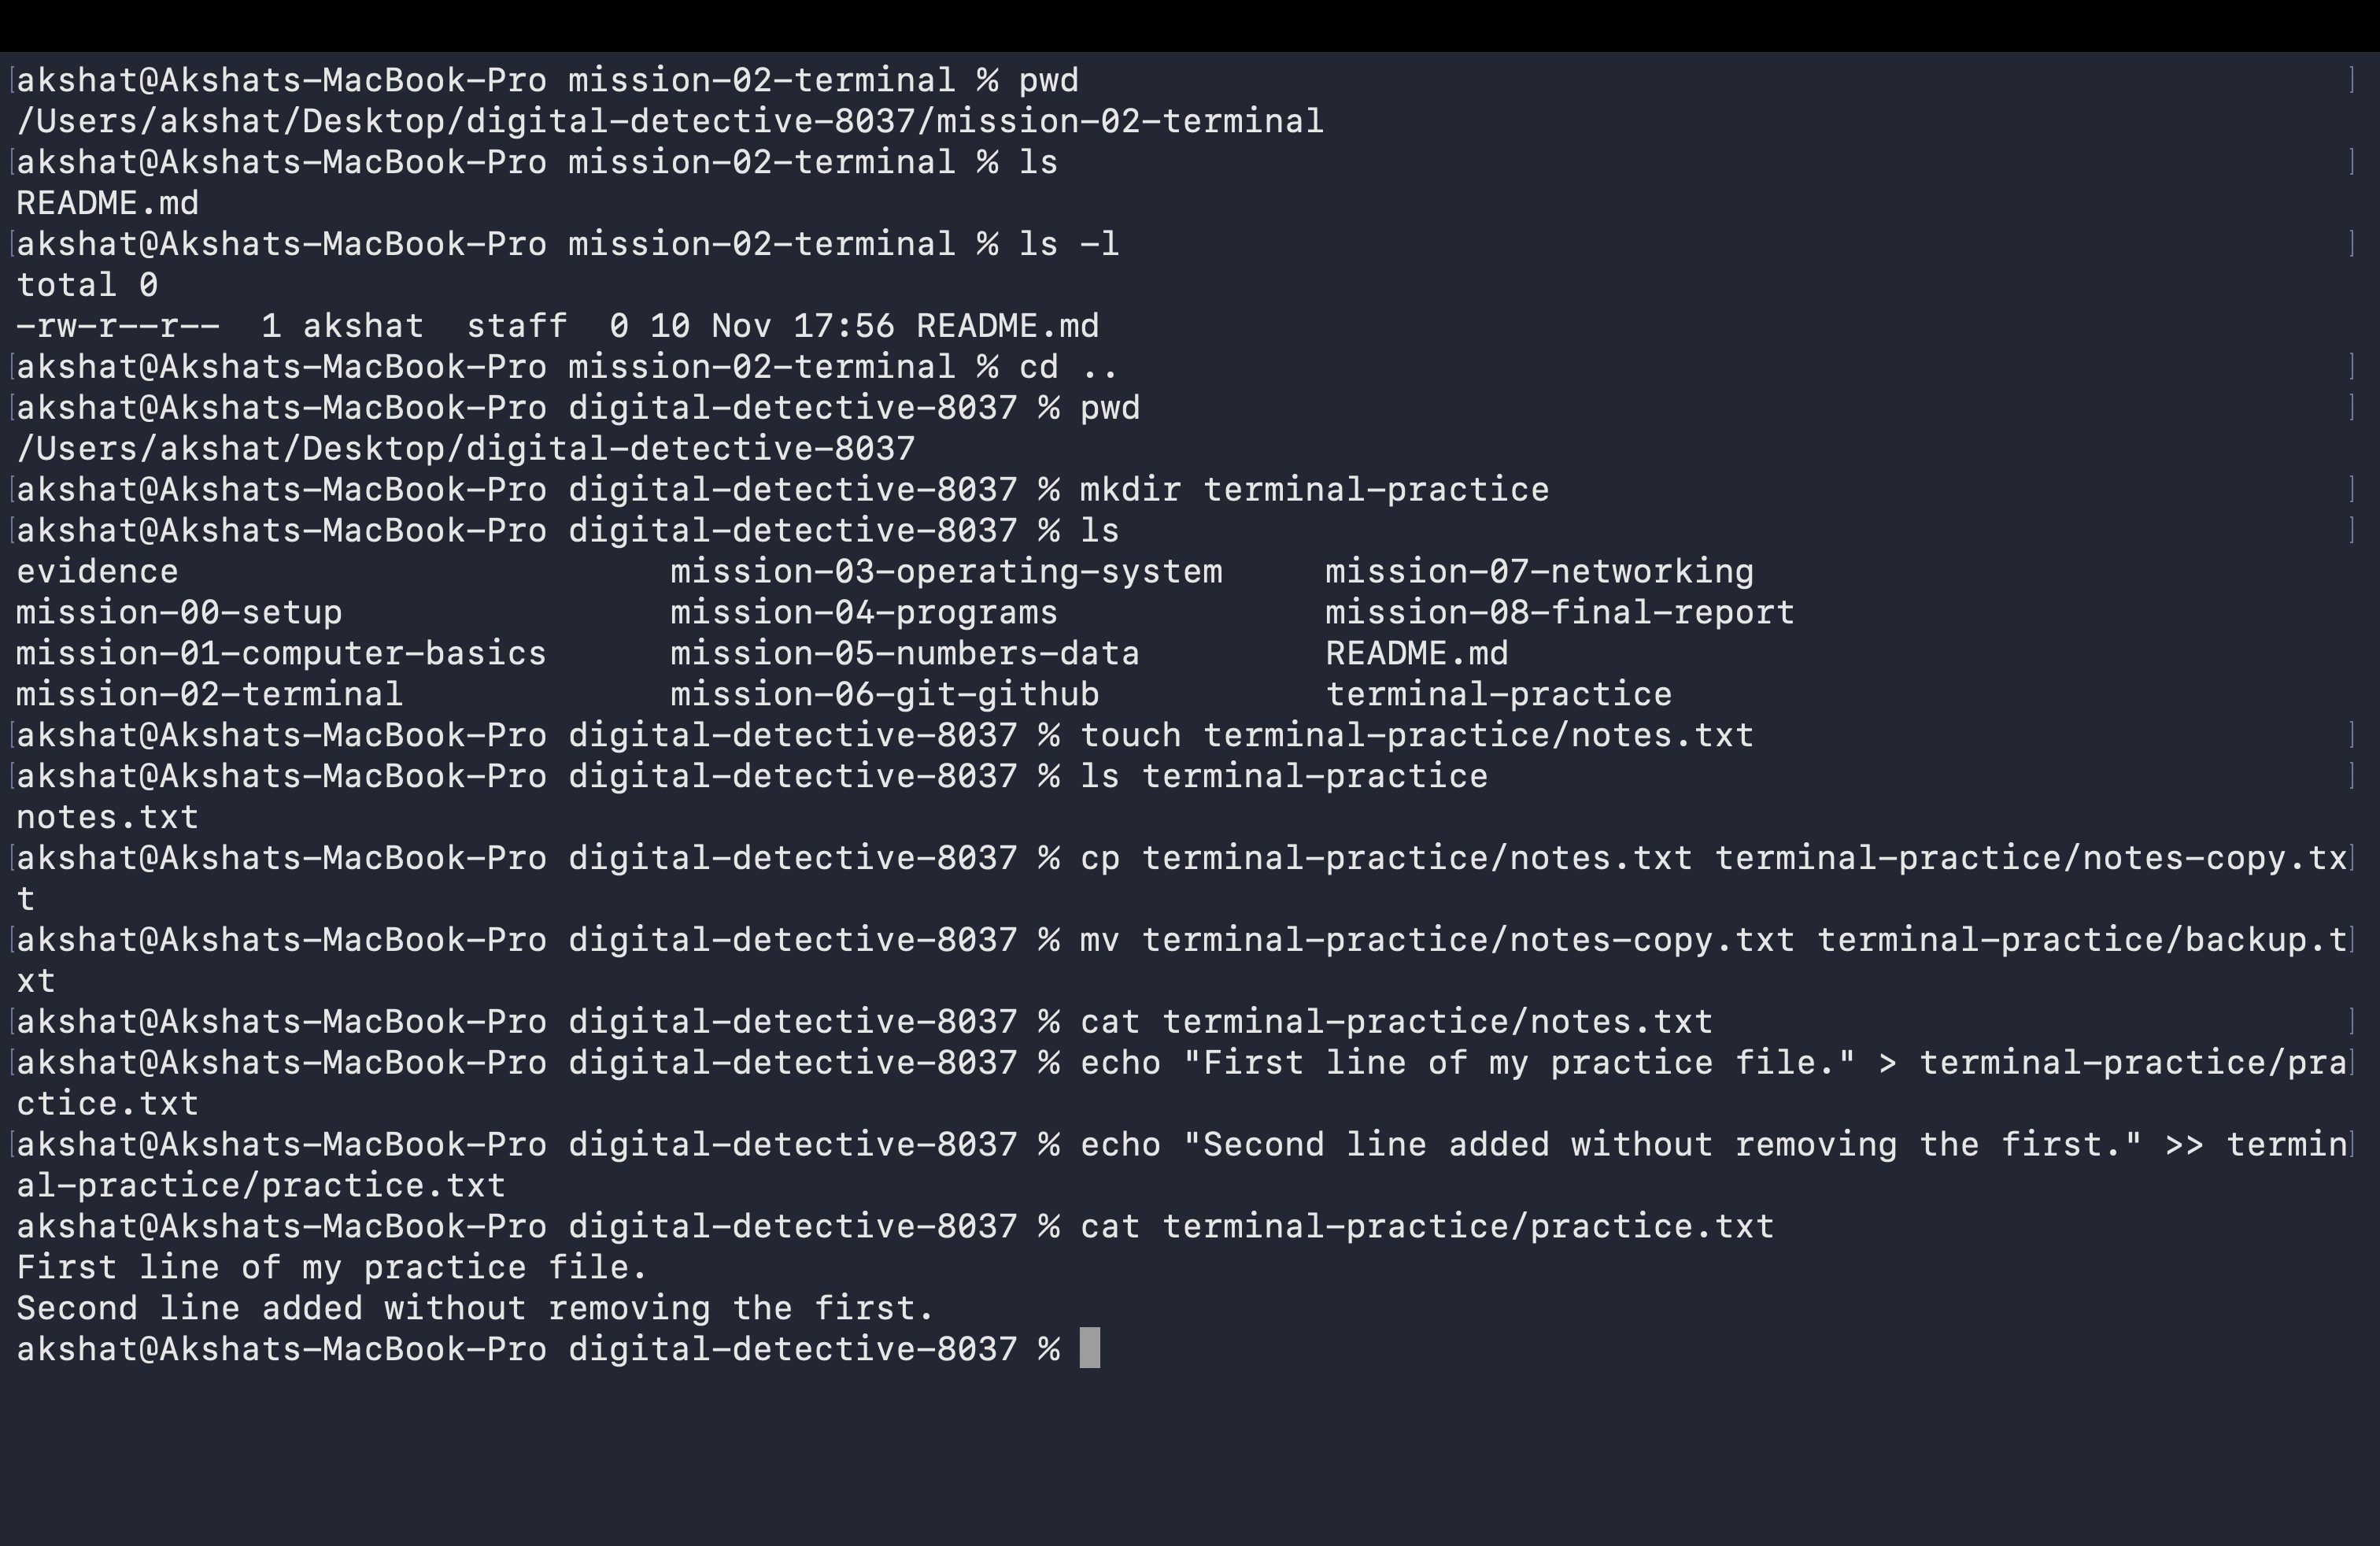 akshat@Akshats-MacBook-Pro mission-02-terminal % pwd
/Users/akshat/Desktop/digital-detective-8037/mission-02-terminal
akshat@Akshats-MacBook-Pro mission-02-terminal % ls
README.md
akshat@Akshats-MacBook-Pro mission-02-terminal % ls -l
total 0
-rw-r--r--  1 akshat  staff  0 10 Nov 17:56 README.md
akshat@Akshats-MacBook-Pro mission-02-terminal % cd ..
akshat@Akshats-MacBook-Pro digital-detective-8037 % pwd
/Users/akshat/Desktop/digital-detective-8037
akshat@Akshats-MacBook-Pro digital-detective-8037 % mkdir terminal-practice
akshat@Akshats-MacBook-Pro digital-detective-8037 % ls
evidence                        mission-03-operating-system     mission-07-networking
mission-00-setup                mission-04-programs             mission-08-final-report
mission-01-computer-basics      mission-05-numbers-data         README.md
mission-02-terminal             mission-06-git-github           terminal-practice
akshat@Akshats-MacBook-Pro digital-detective-8037 % touch terminal-practice/notes.txt
akshat@Akshats-MacBook-Pro digital-detective-8037 % ls terminal-practice
notes.txt
akshat@Akshats-MacBook-Pro digital-detective-8037 % cp terminal-practice/notes.txt terminal-practice/notes-copy.tx
t
akshat@Akshats-MacBook-Pro digital-detective-8037 % mv terminal-practice/notes-copy.txt terminal-practice/backup.t
xt
akshat@Akshats-MacBook-Pro digital-detective-8037 % cat terminal-practice/notes.txt
akshat@Akshats-MacBook-Pro digital-detective-8037 % echo "First line of my practice file." > terminal-practice/pra
ctice.txt
akshat@Akshats-MacBook-Pro digital-detective-8037 % echo "Second line added without removing the first." >> termin
al-practice/practice.txt
akshat@Akshats-MacBook-Pro digital-detective-8037 % cat terminal-practice/practice.txt
First line of my practice file.
Second line added without removing the first.
akshat@Akshats-MacBook-Pro digital-detective-8037 %